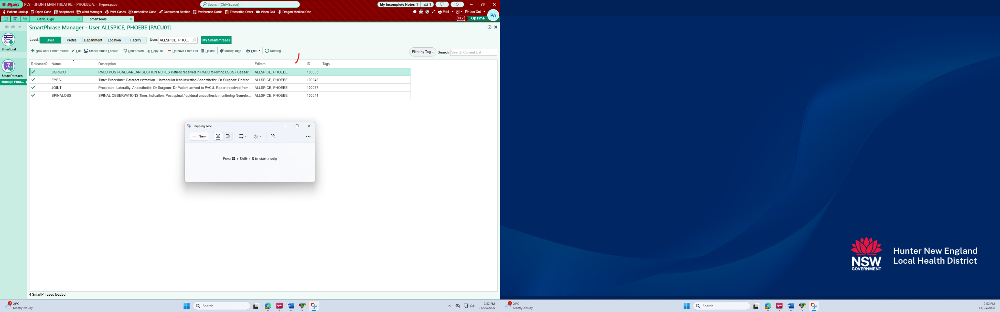 Epic PLY – JHUNH MAIN THEATRE – PHOEBE A. – Hyperspace Search (Ctrl+Space) My Incomplete Notes 1 1
Patient Lookup Open Case Snapboard Ward Manager Print Cases Immediate Case Caesarean Section Preference Cards Transcribe Order Video Call Dragon Medical One Print Log Out
Garlic, Olga SmartTools PLY OpTime PA
SmartPhrase Manager - User ALLSPICE, PHOEBE [PACU01]
SmartList
SmartPhrases
Manage Phra...
Level: User Profile Department Location Facility User: ALLSPICE, PHO... My SmartPhrases
New User SmartPhrase Edit SmartPhrase Lookup Share With Copy To Remove From List Delete Modify Tags Print Refresh Filter by Tag Search: Search Current List
Released? Name Description Editors ID Tags
CSPACU PACU POST-CAESAREAN SECTION NOTES Patient received in PACU following LSCS / Caesar... ALLSPICE, PHOEBE 100053
EYES Time: Procedure: Cataract extraction + intraocular lens insertion Anaesthetist: Dr Surgeon: Dr Mor... ALLSPICE, PHOEBE 100042
JOINT Procedure: Laterality: Anaesthetist: Dr Surgeon: Dr Patient arrived to PACU. Report received from... ALLSPICE, PHOEBE 100057
SPINALOBS SPINAL OBSERVATIONS Time: Indication: Post spinal / epidural anaesthesia monitoring Neurolo... ALLSPICE, PHOEBE 100044
Snipping Tool
New
Press + Shift + S to start a snip
4 SmartPhrases loaded
1 21°C
Mostly cloudy
Search
Epic
2:52 PM
14/05/2026
NSW
GOVERNMENT
Hunter New England
Local Health District
1 21°C
Mostly cloudy
Search
Epic
2:52 PM
14/05/2026